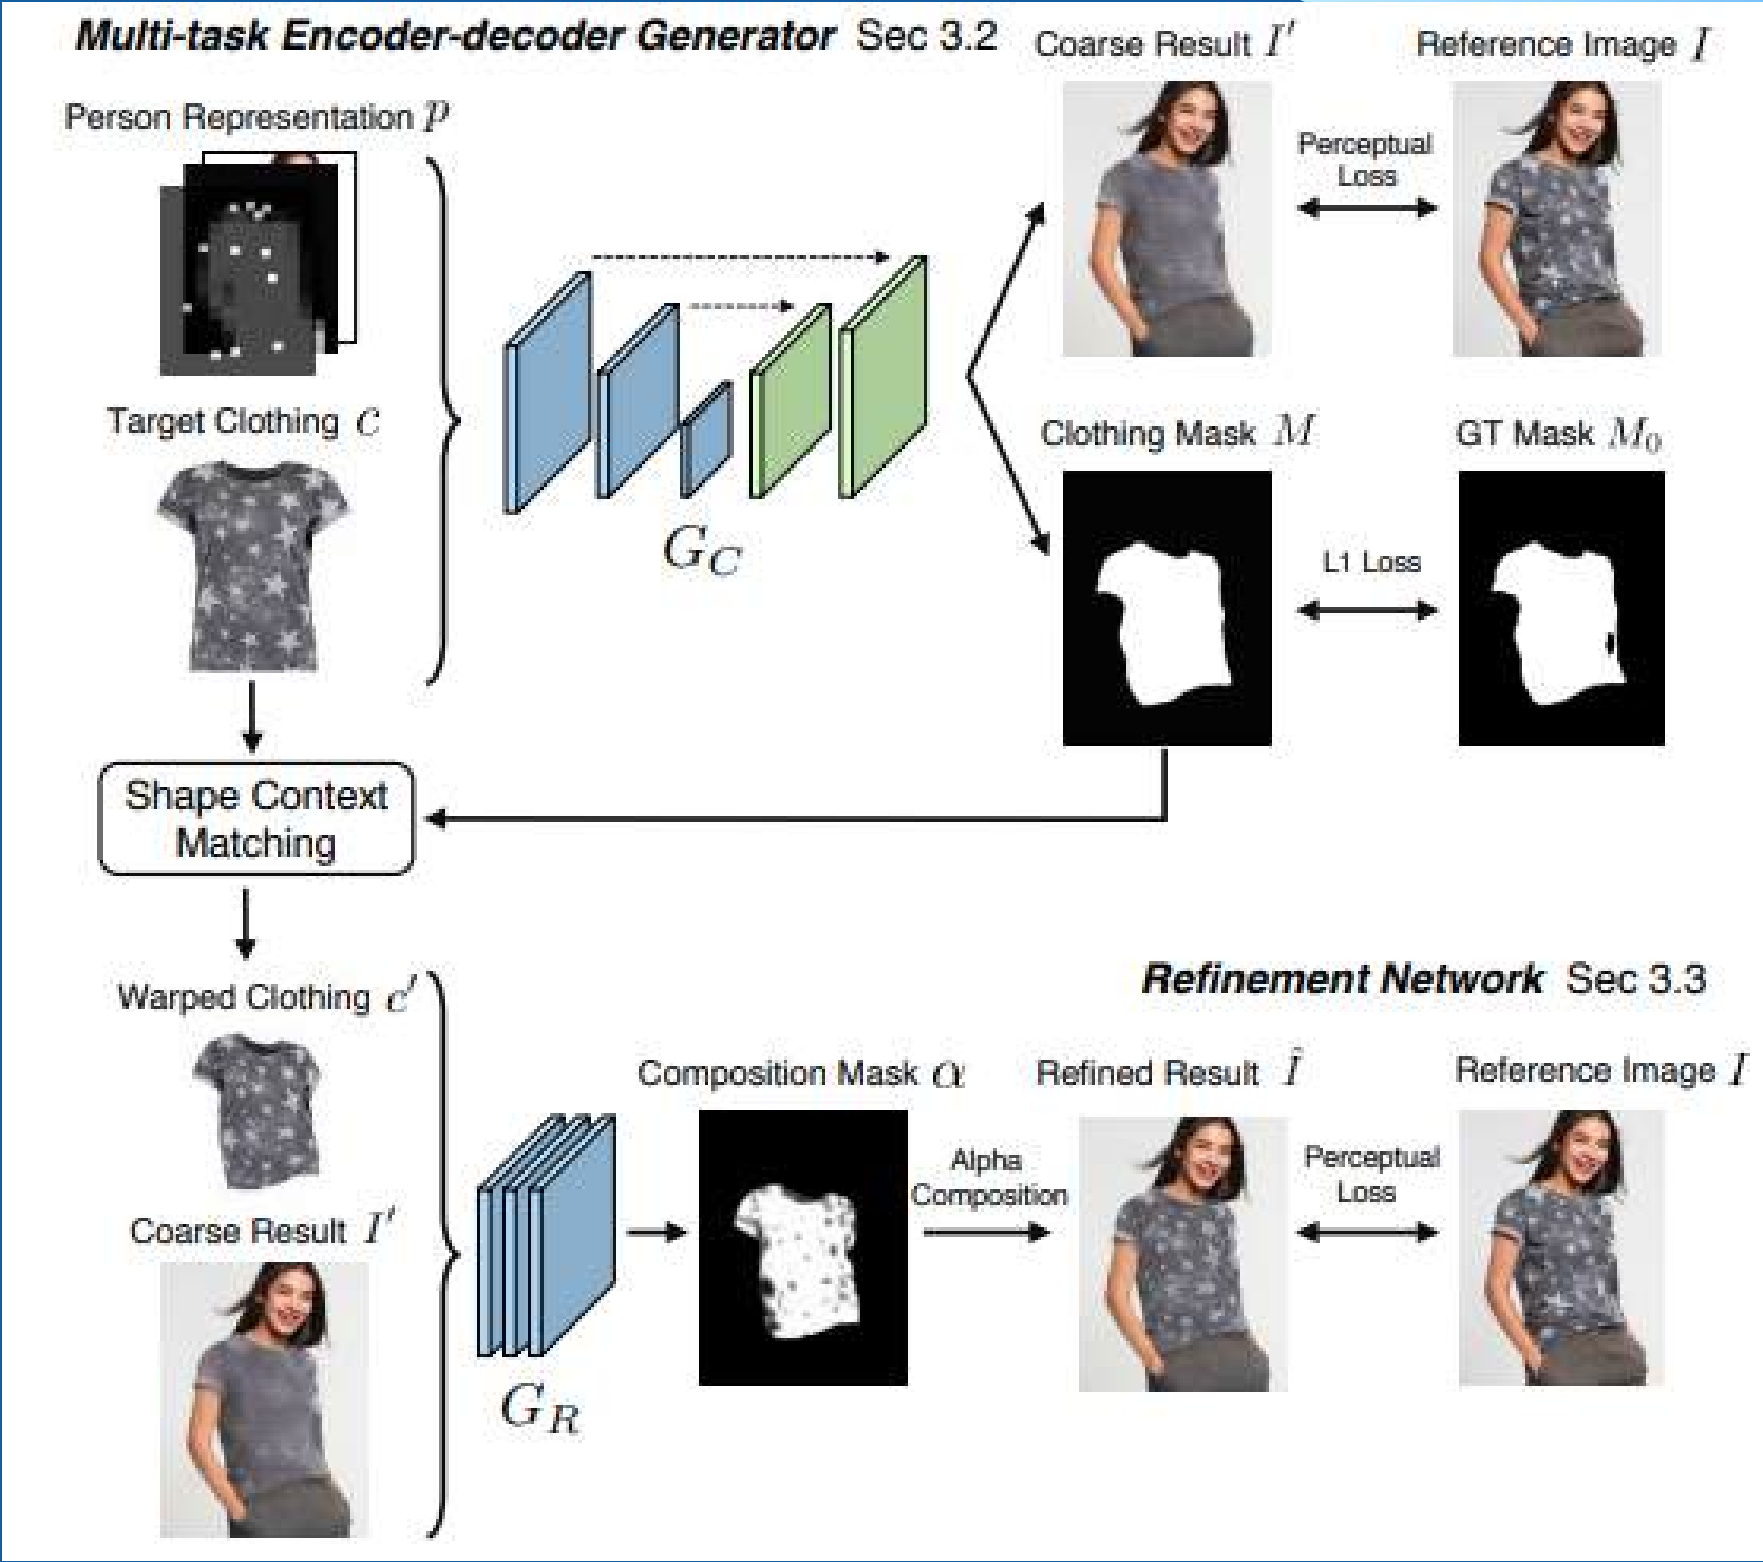 Multi-task Encoder-decoder Generator Sec 3.2
Coarse Result I′
Reference Image I
Person Representation p
Perceptual
Loss
Target Clothing c
Clothing Mask M
GT Mask M₀
G_C
L1 Loss
Shape Context
Matching
Refinement Network Sec 3.3
Warped Clothing c′
Composition Mask α
Refined Result Î
Reference Image I
Alpha
Composition
Perceptual
Loss
Coarse Result I′
G_R